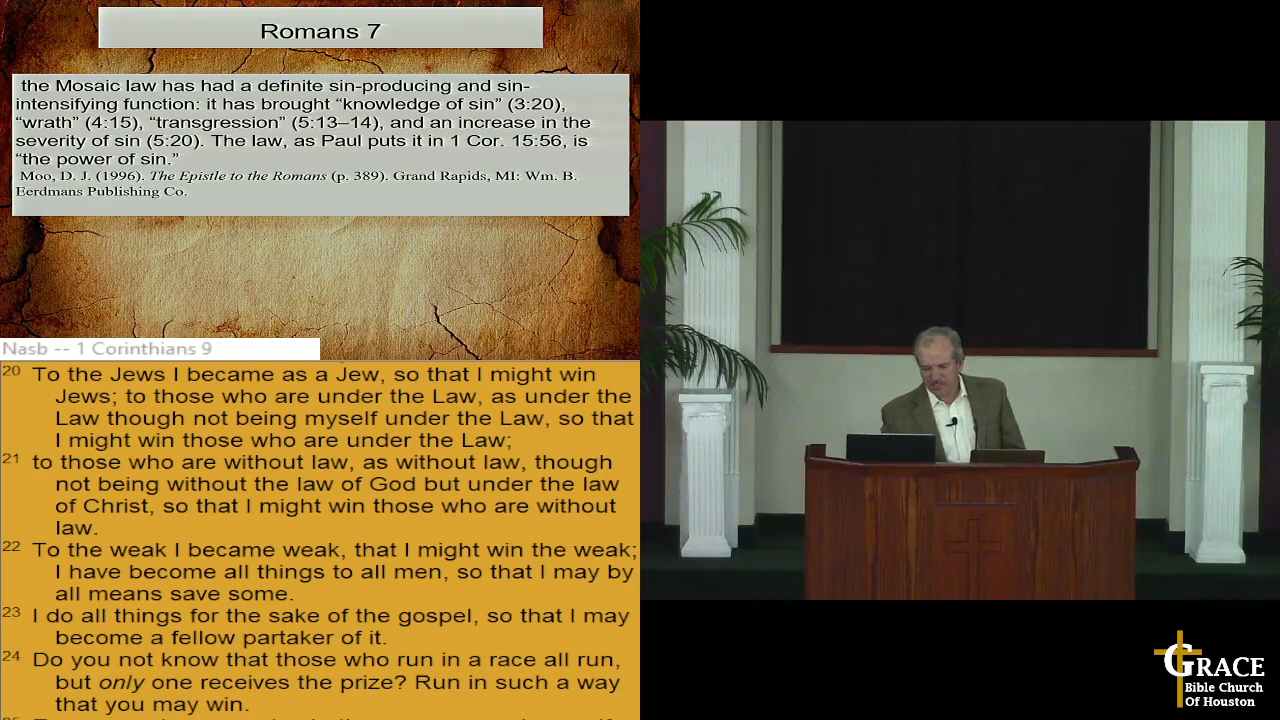 Romans 7
the Mosaic law has had a definite sin-producing and sin-
intensifying function: it has brought “knowledge of sin” (3:20),
“wrath” (4:15), “transgression” (5:13–14), and an increase in the
severity of sin (5:20). The law, as Paul puts it in 1 Cor. 15:56, is
“the power of sin.”
Moo, D. J. (1996). The Epistle to the Romans (p. 389). Grand Rapids, MI: Wm. B.
Eerdmans Publishing Co.
Nasb -- 1 Corinthians 9
20 To the Jews I became as a Jew, so that I might win
Jews; to those who are under the Law, as under the
Law though not being myself under the Law, so that
I might win those who are under the Law;
21 to those who are without law, as without law, though
not being without the law of God but under the law
of Christ, so that I might win those who are without
law.
22 To the weak I became weak, that I might win the weak;
I have become all things to all men, so that I may by
all means save some.
23 I do all things for the sake of the gospel, so that I may
become a fellow partaker of it.
24 Do you not know that those who run in a race all run,
but only one receives the prize? Run in such a way
that you may win.
GRACE
Bible Church
Of Houston